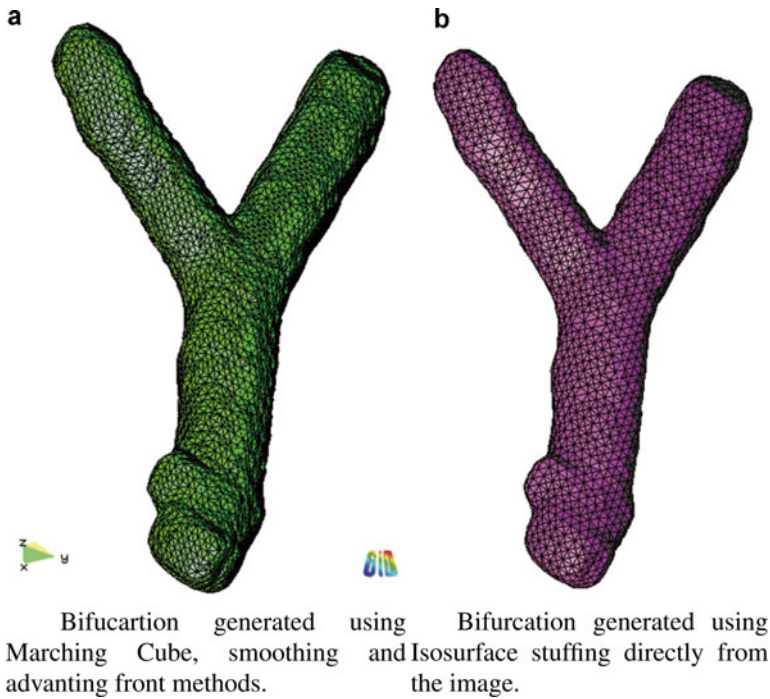 a
b
z
y
x
GiD
Bifucartion generated using
Marching Cube, smoothing and
advanting front methods.
Bifurcation generated using
Isosurface stuffing directly from
the image.